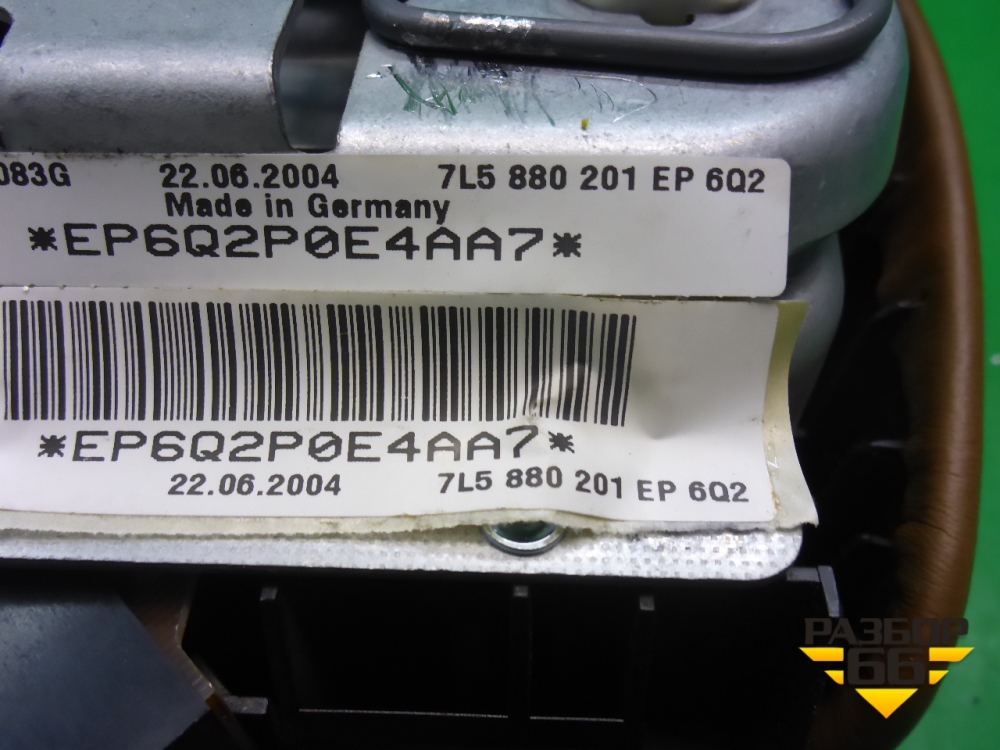 083G 22.06.2004 7L5 880 201 EP 6Q2
Made in Germany
*EP6Q2P0E4AA7*
*EP6Q2P0E4AA7*
22.06.2004 7L5 880 201 EP 6Q2
РАЗБОР
66